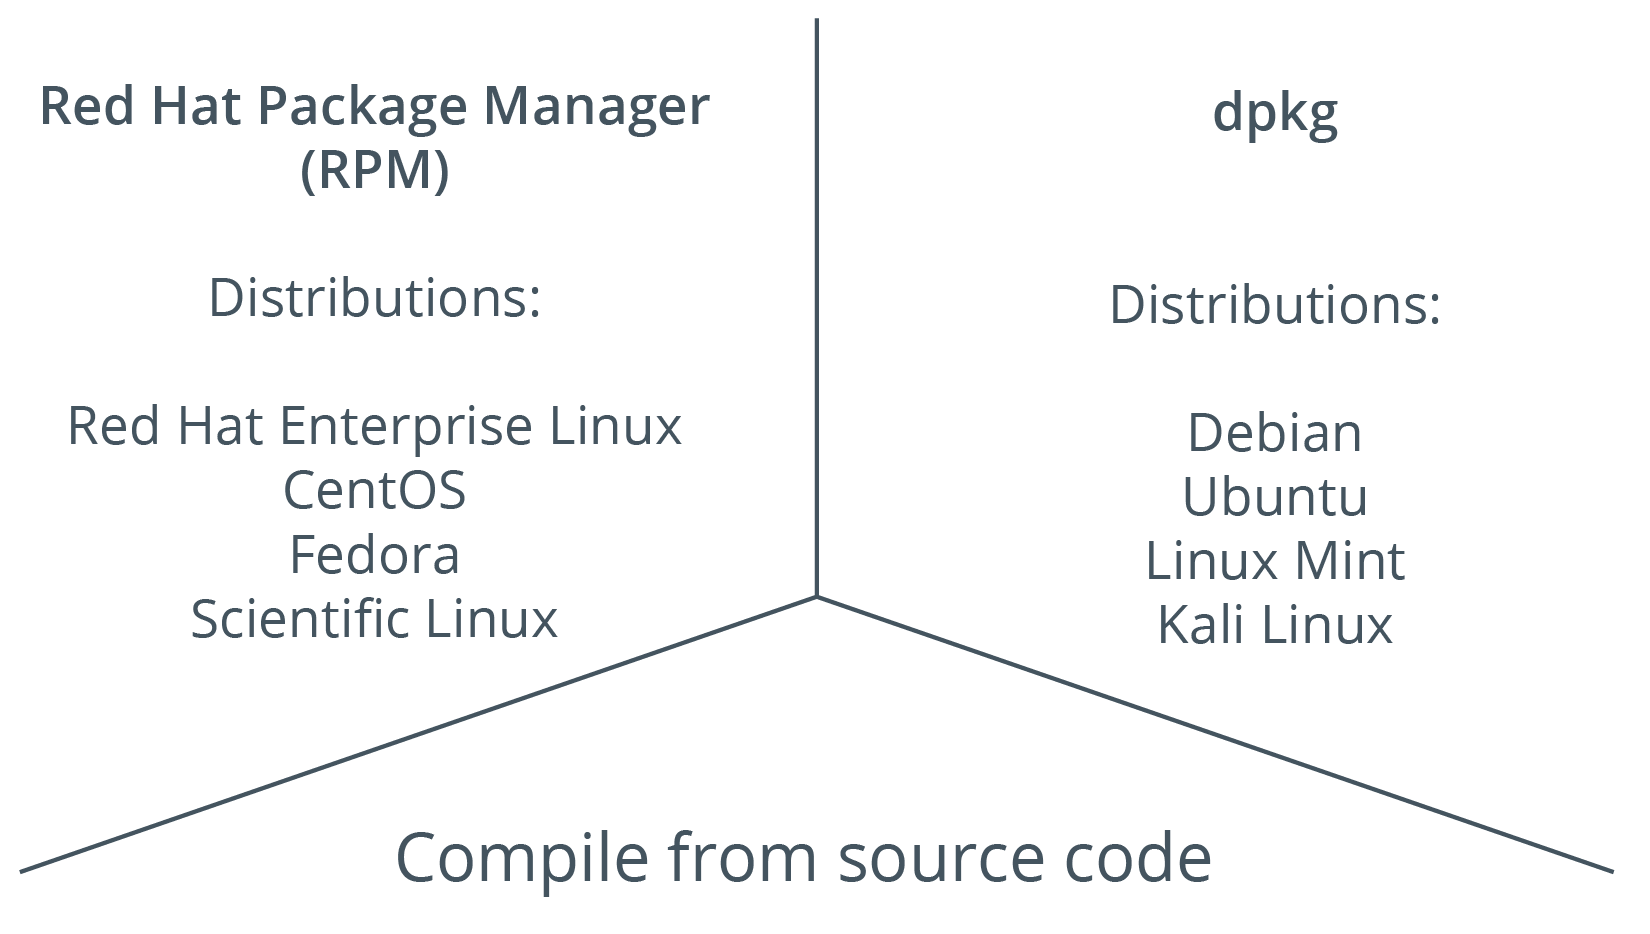 Red Hat Package Manager
(RPM)
Distributions:
Red Hat Enterprise Linux
CentOS
Fedora
Scientific Linux
dpkg
Distributions:
Debian
Ubuntu
Linux Mint
Kali Linux
Compile from source code